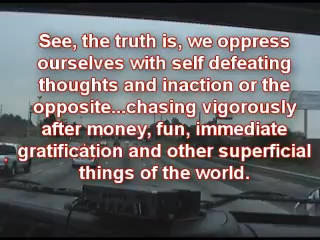 See, the truth is, we oppress
ourselves with self defeating
thoughts and inaction or the
opposite...chasing vigorously
after money, fun, immediate
gratification and other superficial
things of the world.